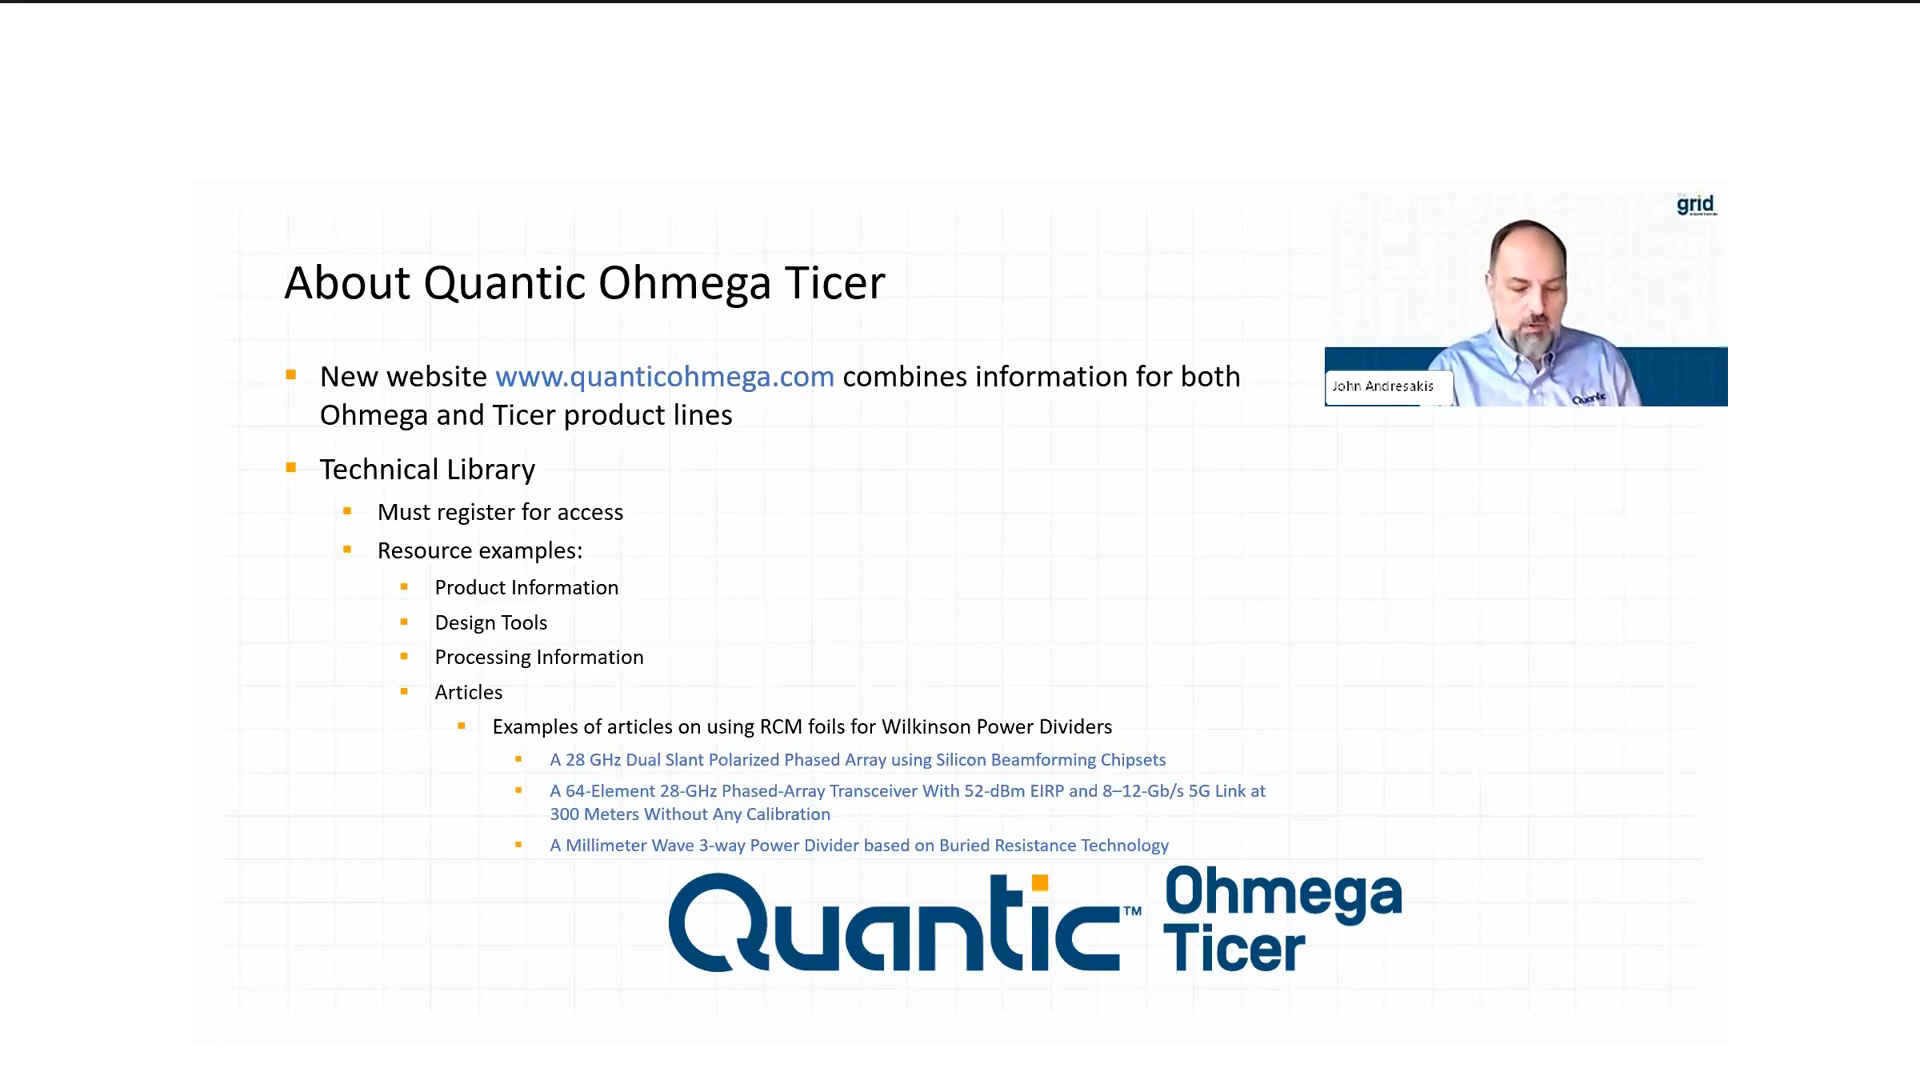 grid
About Quantic Ohmega Ticer
New website www.quanticohmega.com combines information for both
Ohmega and Ticer product lines
John Andresakis
Quantic
Technical Library
Must register for access
Resource examples:
Product Information
Design Tools
Processing Information
Articles
Examples of articles on using RCM foils for Wilkinson Power Dividers
A 28 GHz Dual Slant Polarized Phased Array using Silicon Beamforming Chipsets
A 64-Element 28-GHz Phased-Array Transceiver With 52-dBm EIRP and 8–12-Gb/s 5G Link at
300 Meters Without Any Calibration
A Millimeter Wave 3-way Power Divider based on Buried Resistance Technology
Quantic™ Ohmega
Ticer